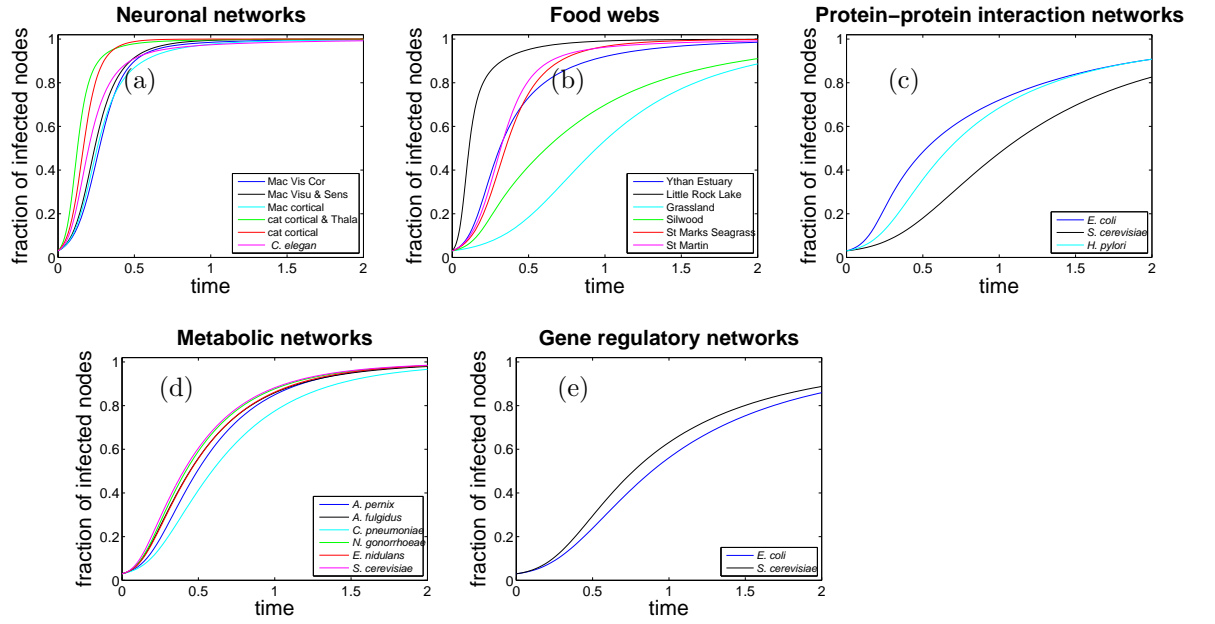 Neuronal networks
fraction of infected nodes
1
0.8
0.6
0.4
0.2
0
(a)
Mac Vis Cor
Mac Visu & Sens
Mac cortical
cat cortical & Thala
cat cortical
C. elegan
0 0.5 1 1.5 2
time
Food webs
fraction of infected nodes
1
0.8
0.6
0.4
0.2
0
(b)
Ythan Estuary
Little Rock Lake
Grassland
Silwood
St Marks Seagrass
St Martin
0 0.5 1 1.5 2
time
Protein−protein interaction networks
fraction of infected nodes
1
0.8
0.6
0.4
0.2
0
(c)
E. coli
S. cerevisiae
H. pylori
0 0.5 1 1.5 2
time
Metabolic networks
fraction of infected nodes
1
0.8
0.6
0.4
0.2
0
(d)
A. pernix
A. fulgidus
C. pneumoniae
N. gonorrhoeae
E. nidulans
S. cerevisiae
0 0.5 1 1.5 2
time
Gene regulatory networks
fraction of infected nodes
1
0.8
0.6
0.4
0.2
0
(e)
E. coli
S. cerevisiae
0 0.5 1 1.5 2
time